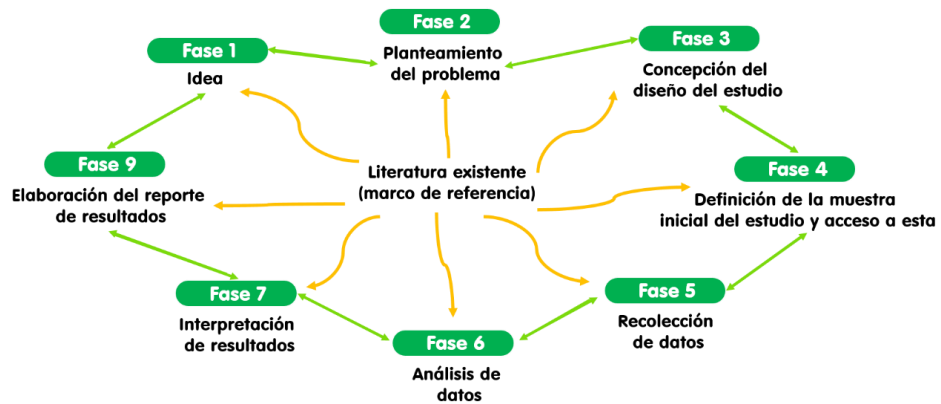 Fase 1
Idea
Fase 2
Planteamiento
del problema
Fase 3
Concepción del
diseño del estudio
Fase 4
Definición de la muestra
inicial del estudio y acceso a esta
Fase 5
Recolección
de datos
Fase 6
Análisis de
datos
Fase 7
Interpretación
de resultados
Fase 9
Elaboración del reporte
de resultados
Literatura existente
(marco de referencia)